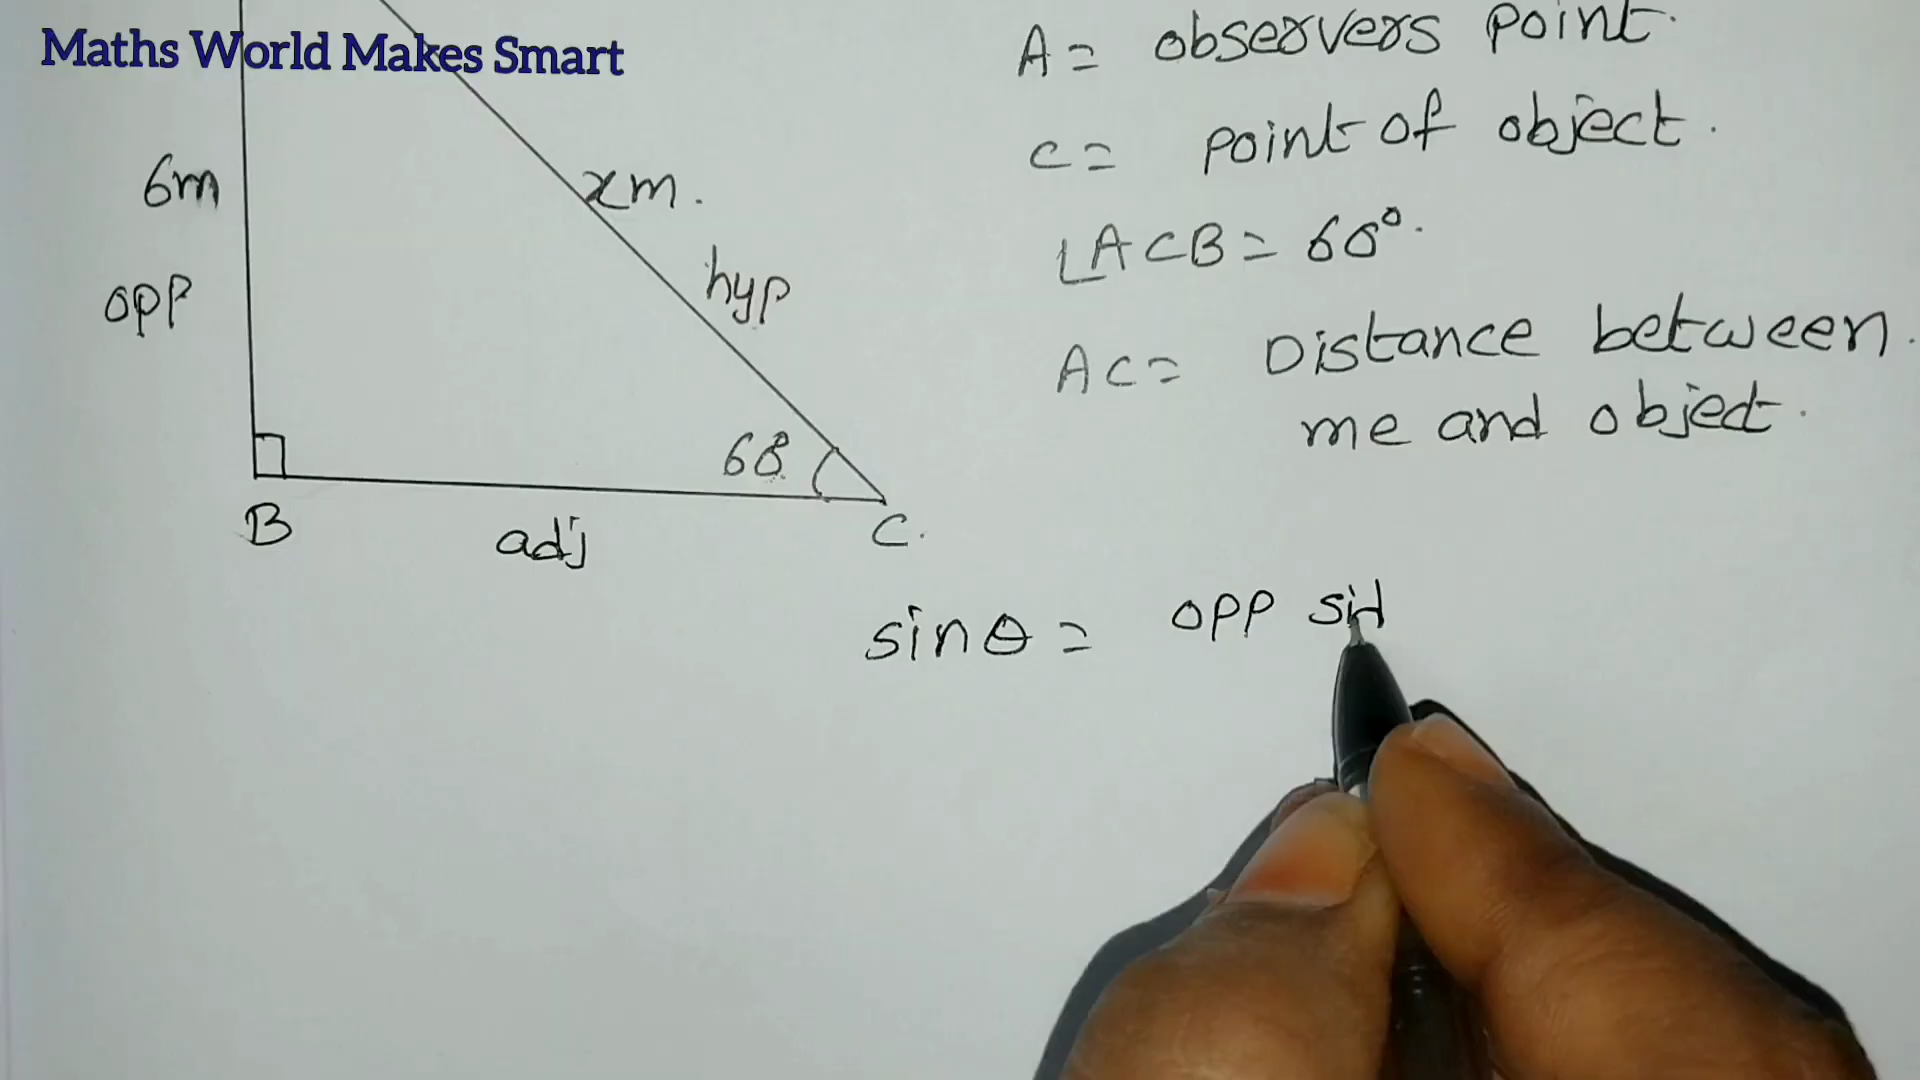 Maths World Makes Smart
A = observers point.
6m
xm.
C = point of object.
opp
hyp
∟ACB = 60°.
AC = Distance between
me and object.
60°
B
adj
C.
sinθ = opp sid